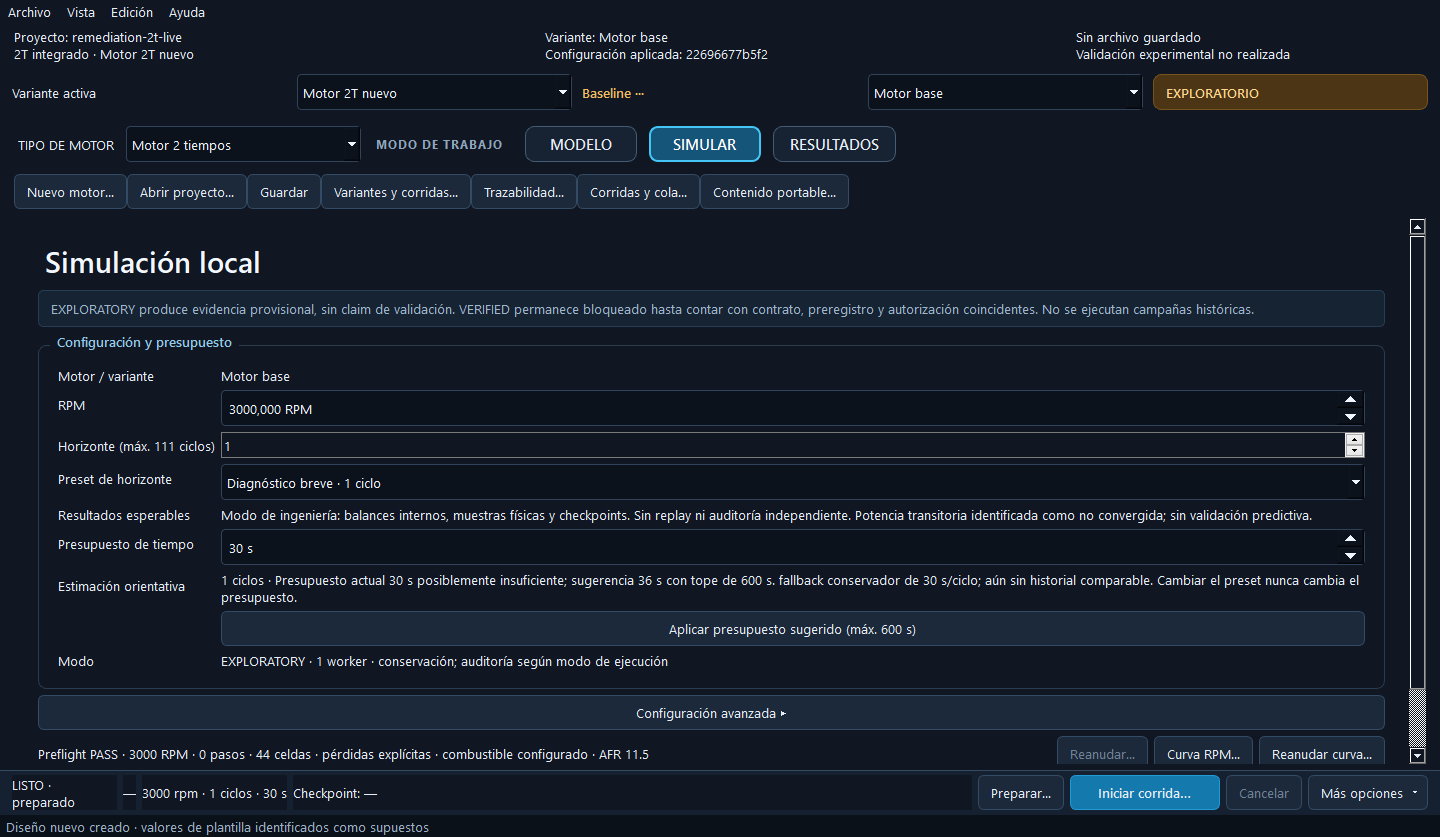 Archivo Vista Edición Ayuda
Proyecto: remediation-2t-live
2T integrado · Motor 2T nuevo
Variante: Motor base
Configuración aplicada: 22696677b5f2
Sin archivo guardado
Validación experimental no realizada
Variante activa
Motor 2T nuevo
Baseline ···
Motor base
EXPLORATORIO
TIPO DE MOTOR
Motor 2 tiempos
MODO DE TRABAJO
MODELO
SIMULAR
RESULTADOS
Nuevo motor...
Abrir proyecto...
Guardar
Variantes y corridas...
Trazabilidad...
Corridas y cola...
Contenido portable...
Simulación local
EXPLORATORY produce evidencia provisional, sin claim de validación. VERIFIED permanece bloqueado hasta contar con contrato, preregistro y autorización coincidentes. No se ejecutan campañas históricas.
Configuración y presupuesto
Motor / variante Motor base
RPM 3000,000 RPM
Horizonte (máx. 111 ciclos) 1
Preset de horizonte Diagnóstico breve · 1 ciclo
Resultados esperables Modo de ingeniería: balances internos, muestras físicas y checkpoints. Sin replay ni auditoría independiente. Potencia transitoria identificada como no convergida; sin validación predictiva.
Presupuesto de tiempo 30 s
Estimación orientativa 1 ciclos · Presupuesto actual 30 s posiblemente insuficiente; sugerencia 36 s con tope de 600 s. fallback conservador de 30 s/ciclo; aún sin historial comparable. Cambiar el preset nunca cambia el
presupuesto.
Aplicar presupuesto sugerido (máx. 600 s)
Modo EXPLORATORY · 1 worker · conservación; auditoría según modo de ejecución
Configuración avanzada ▸
Preflight PASS · 3000 RPM · 0 pasos · 44 celdas · pérdidas explícitas · combustible configurado · AFR 11.5
Reanudar...
Curva RPM...
Reanudar curva...
LISTO ·
preparado
— 3000 rpm · 1 ciclos · 30 s Checkpoint: —
Preparar...
Iniciar corrida...
Cancelar
Más opciones
Diseño nuevo creado · valores de plantilla identificados como supuestos